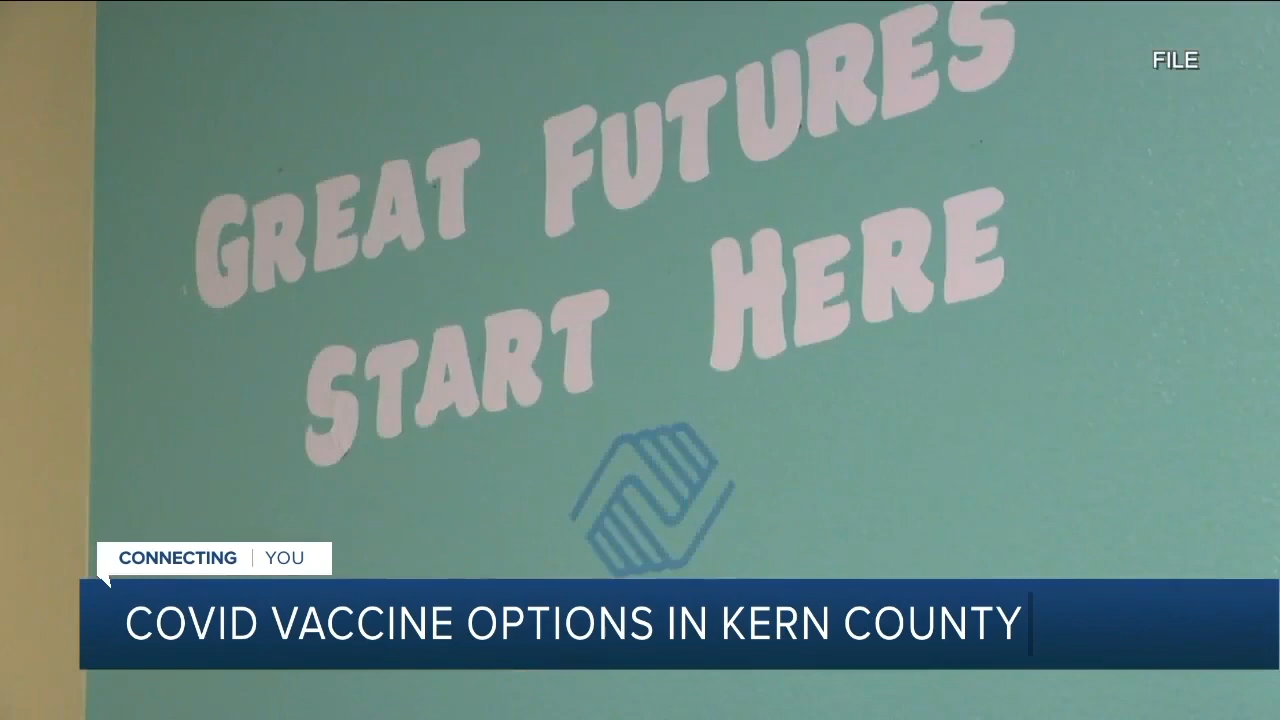 FILE
GREAT FUTURES
START HERE
CONNECTING | YOU
COVID VACCINE OPTIONS IN KERN COUNTY